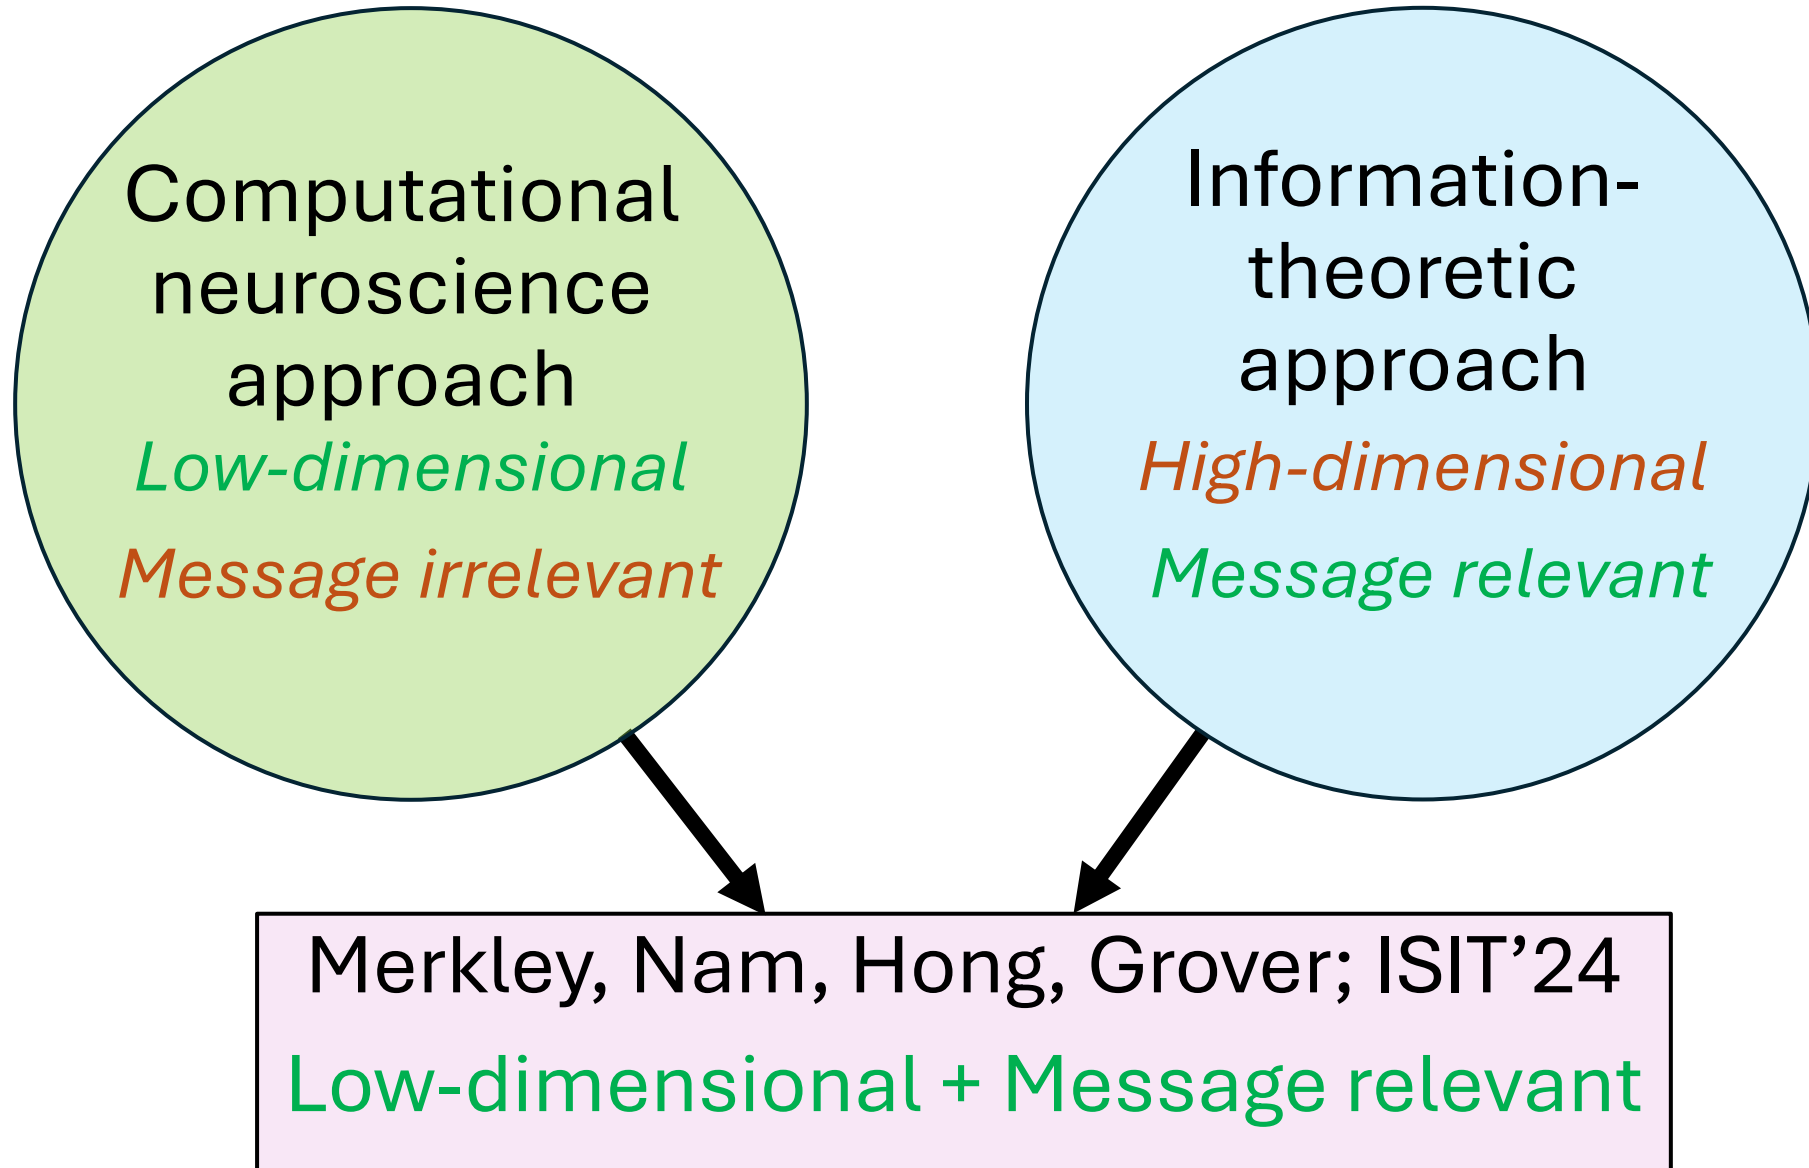 Computational
neuroscience
approach
Low-dimensional
Message irrelevant
Information-
theoretic
approach
High-dimensional
Message relevant
Merkley, Nam, Hong, Grover; ISIT’24
Low-dimensional + Message relevant